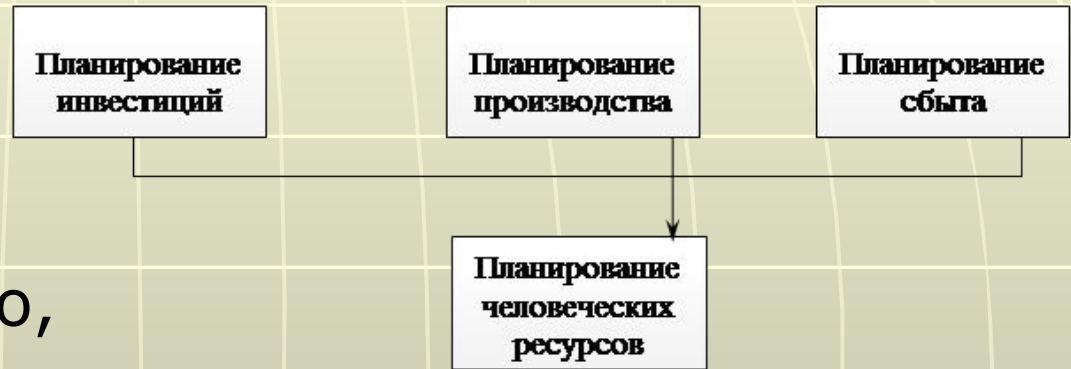 Планирование
инвестиций
Планирование
производства
Планирование
сбыта
Планирование
человеческих
ресурсов
о,